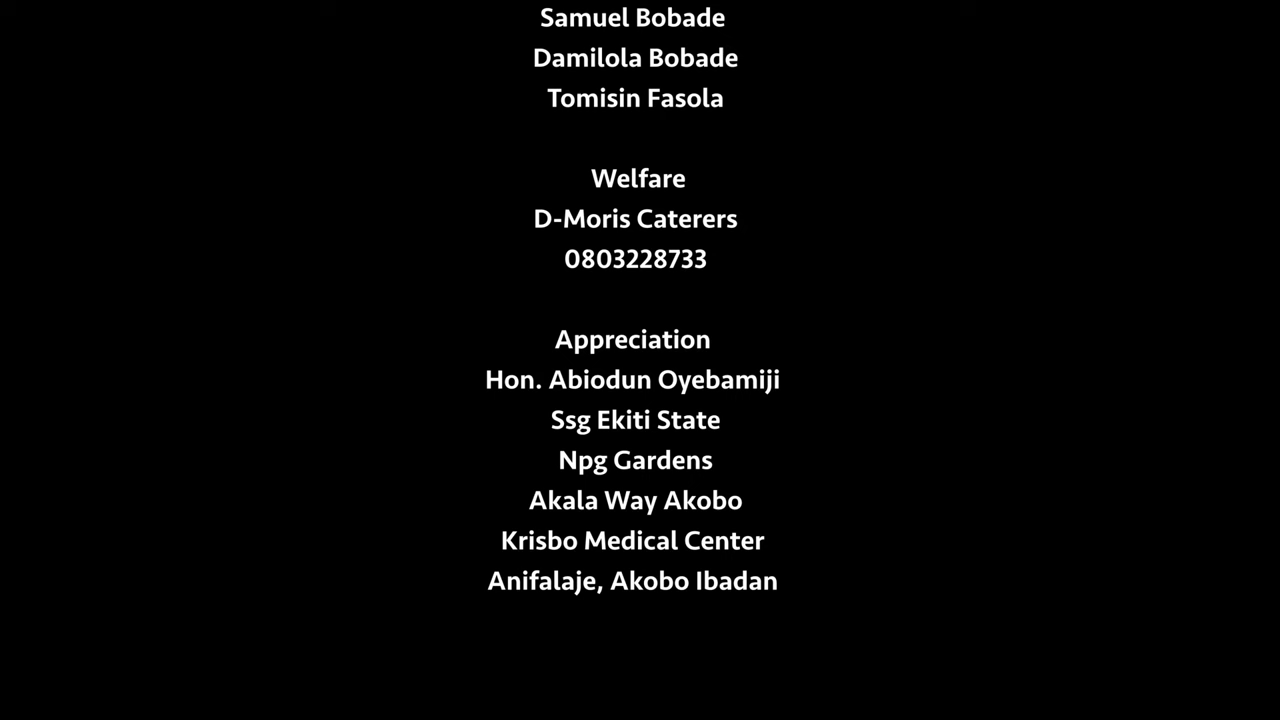 Samuel Bobade
Damilola Bobade
Tomisin Fasola
Welfare
D-Moris Caterers
0803228733
Appreciation
Hon. Abiodun Oyebamiji
Ssg Ekiti State
Npg Gardens
Akala Way Akobo
Krisbo Medical Center
Anifalaje, Akobo Ibadan